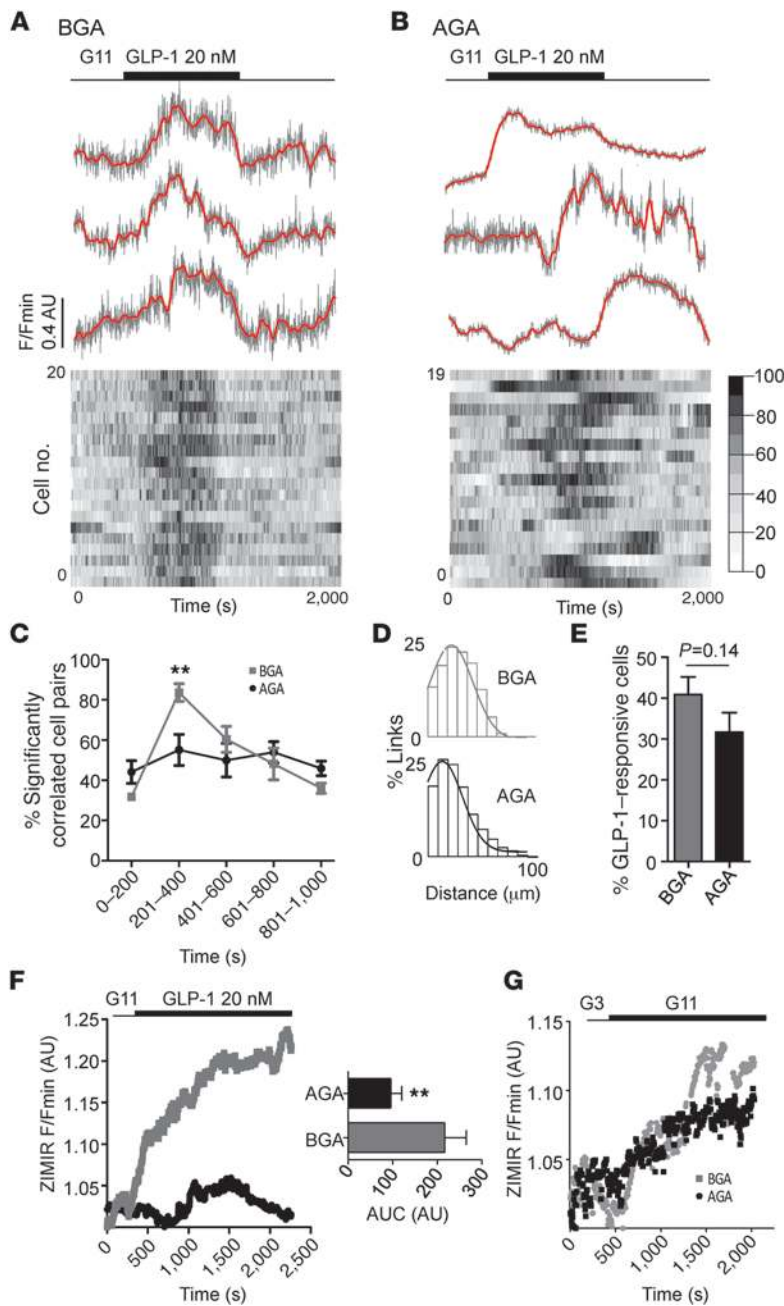 A
BGA
G11 GLP-1 20 nM
F/Fmin
0.4 AU
20
Cell no.
0
0
Time (s)
2,000
B
AGA
G11 GLP-1 20 nM
19
0
0
Time (s)
2,000
100
80
60
40
20
0
C
% Significantly
correlated cell pairs
100
80
60
40
20
0
**
BGA
AGA
0–200
201–400
401–600
601–800
801–1,000
Time (s)
D
% Links
25
BGA
25
AGA
100
Distance (μm)
E
% GLP-1–responsive cells
50
40
30
20
10
0
P=0.14
BGA
AGA
F
G11 GLP-1 20 nM
ZIMIR F/Fmin (AU)
1.25
1.20
1.15
1.10
1.05
0
500
1,000
1,500
2,000
2,500
Time (s)
AGA
**
BGA
0
100
200
300
AUC (AU)
G
G3 G11
ZIMIR F/Fmin (AU)
1.15
1.10
1.05
BGA
AGA
0
500
1,000
1,500
2,000
Time (s)